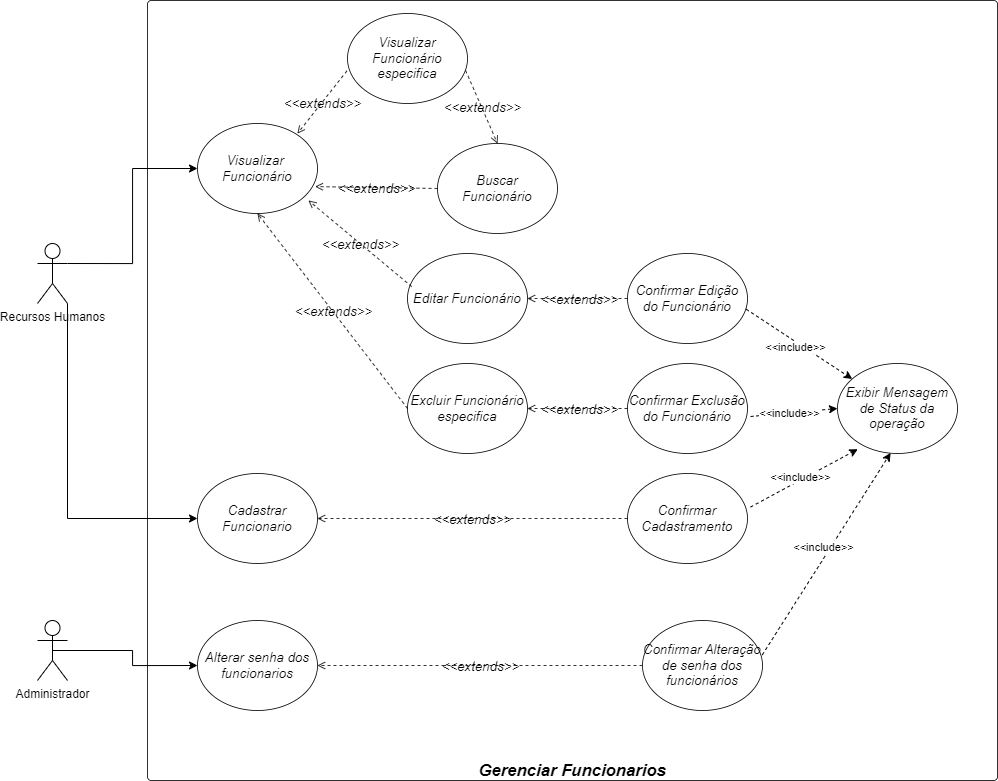 Visualizar
Funcionário
especifica
<<extends>>
<<extends>>
Visualizar
Funcionário
<<extends>>
Buscar
Funcionário
<<extends>>
Editar Funcionário
<<extends>>
Confirmar Edição
do Funcionário
Recursos Humanos
<<extends>>
<<include>>
Excluir Funcionário
especifica
<<extends>>
Confirmar Exclusão
do Funcionário
<<include>>
Exibir Mensagem
de Status da
operação
<<include>>
Cadastrar
Funcionario
<<extends>>
Confirmar
Cadastramento
<<include>>
Administrador
Alterar senha dos
funcionarios
<<extends>>
Confirmar Alteração
de senha dos
funcionários
Gerenciar Funcionarios